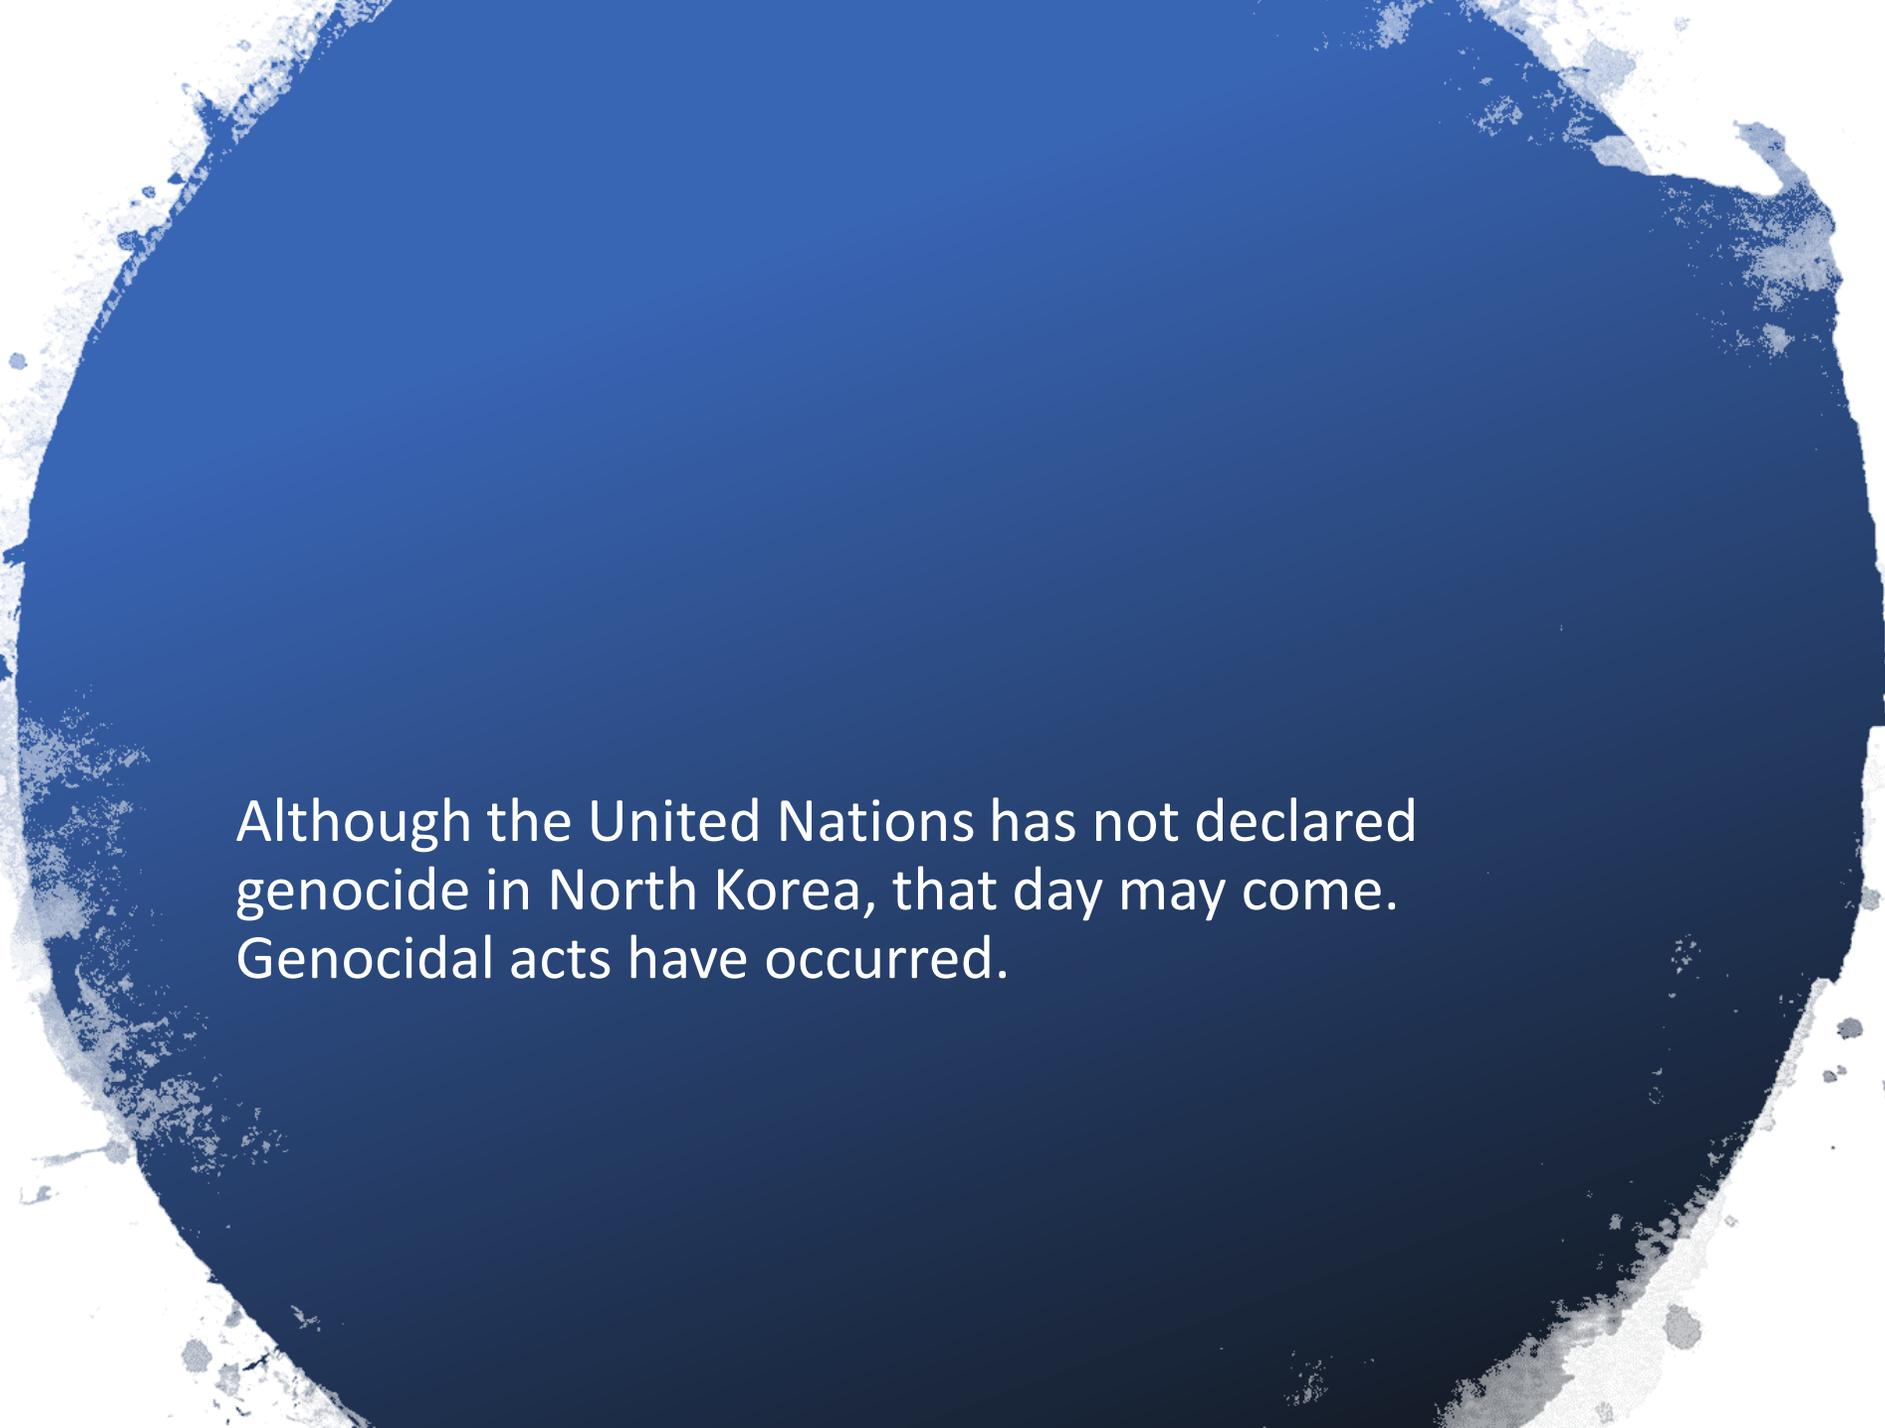 Although the United Nations has not declared
genocide in North Korea, that day may come.
Genocidal acts have occurred.